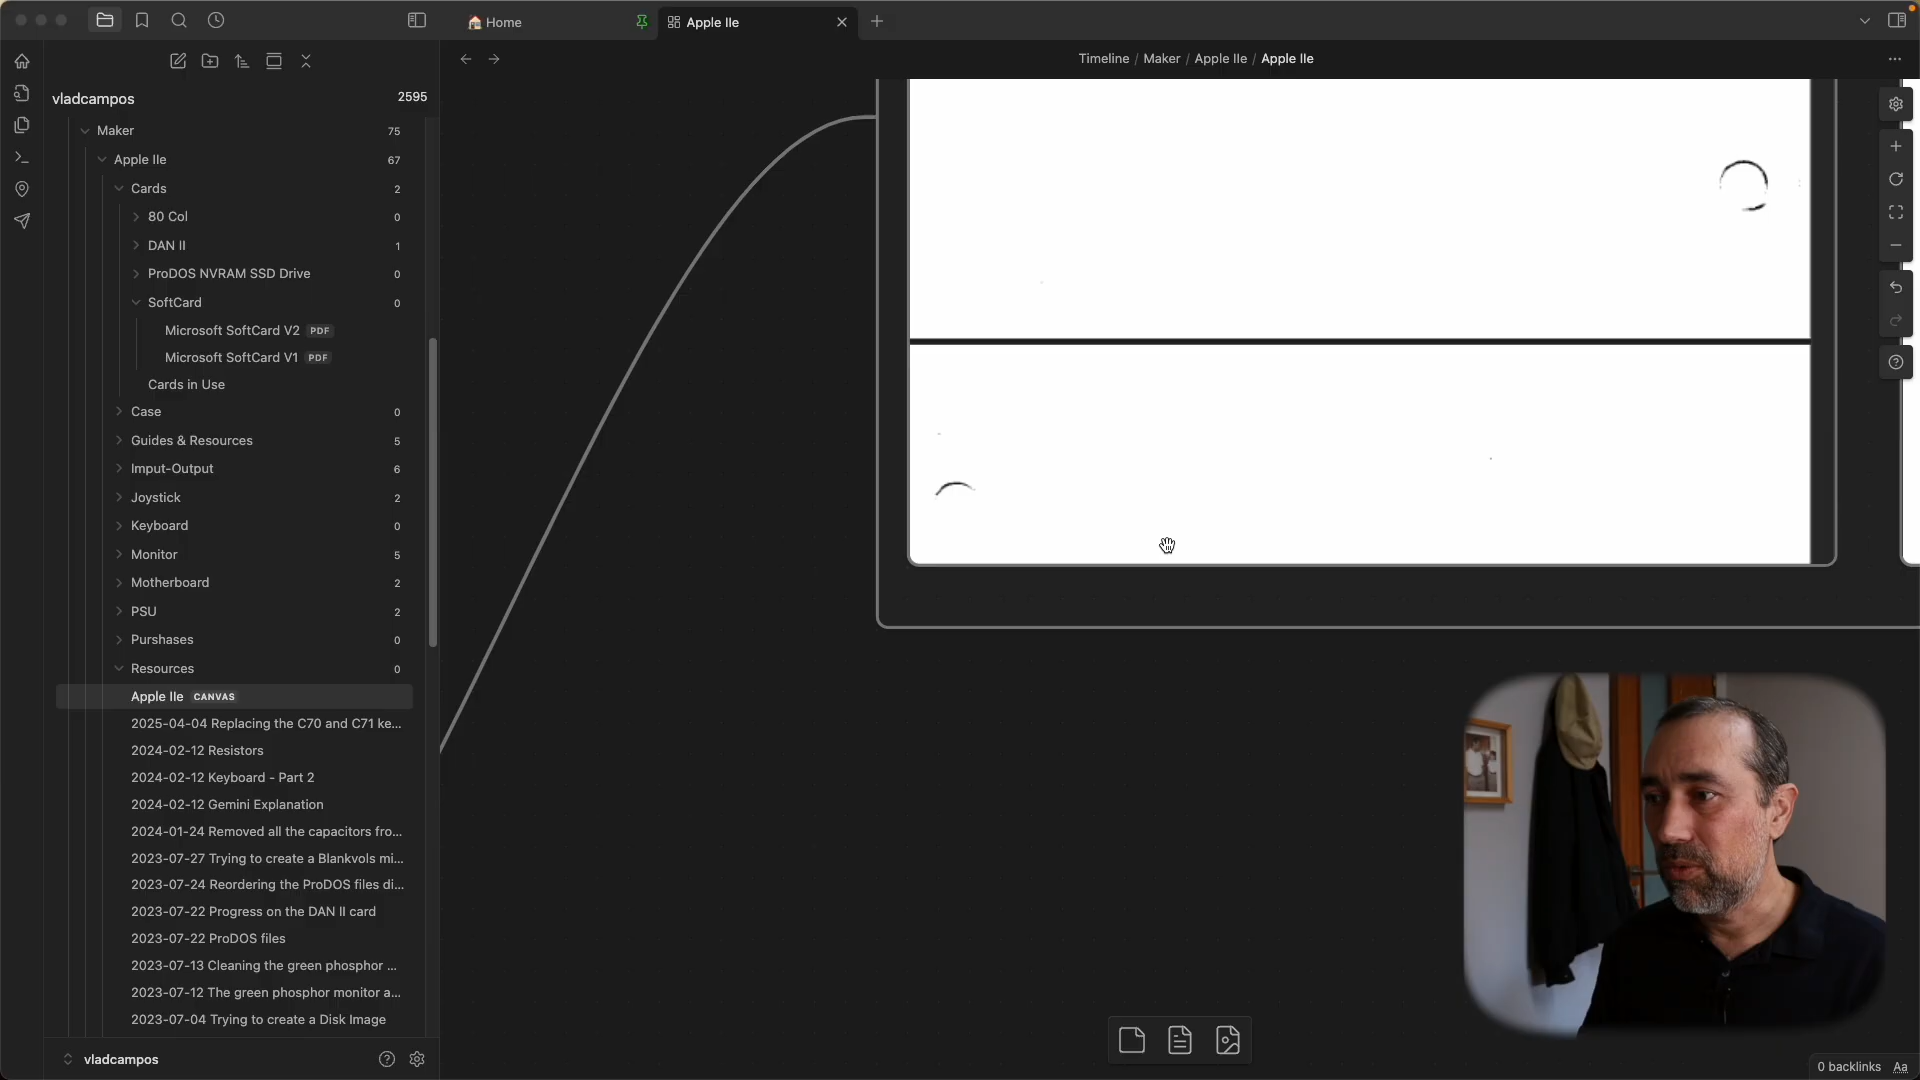 Home
Apple IIe
Timeline / Maker / Apple IIe / Apple IIe
vladcampos 2595
Maker 75
Apple IIe 67
Cards 2
80 Col 0
DAN II 1
ProDOS NVRAM SSD Drive 0
SoftCard 0
Microsoft SoftCard V2 PDF
Microsoft SoftCard V1 PDF
Cards in Use
Case 0
Guides & Resources 5
Imput-Output 6
Joystick 2
Keyboard 0
Monitor 5
Motherboard 2
PSU 2
Purshases 0
Resources 0
Apple IIe CANVAS
2025-04-04 Replacing the C70 and C71 ke...
2024-02-12 Resistors
2024-02-12 Keyboard - Part 2
2024-02-12 Gemini Explanation
2024-01-24 Removed all the capacitors fro...
2023-07-27 Trying to create a Blankvols mi...
2023-07-24 Reordering the ProDOS files di...
2023-07-22 Progress on the DAN II card
2023-07-22 ProDOS files
2023-07-13 Cleaning the green phosphor ...
2023-07-12 The green phosphor monitor a...
2023-07-04 Trying to create a Disk Image
vladcampos
0 backlinks Aa